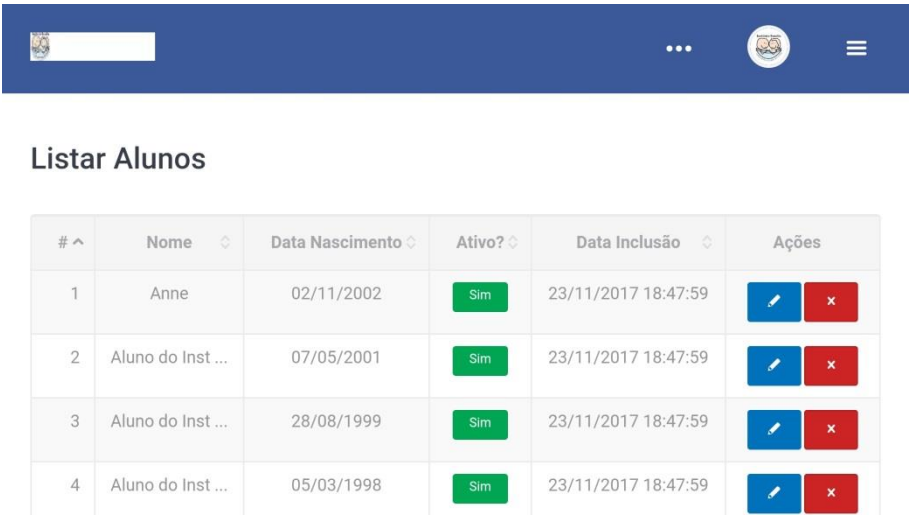 Listar Alunos
# Nome Data Nascimento Ativo? Data Inclusão Ações
1 Anne 02/11/2002 Sim 23/11/2017 18:47:59
2 Aluno do Inst ... 07/05/2001 Sim 23/11/2017 18:47:59
3 Aluno do Inst ... 28/08/1999 Sim 23/11/2017 18:47:59
4 Aluno do Inst ... 05/03/1998 Sim 23/11/2017 18:47:59